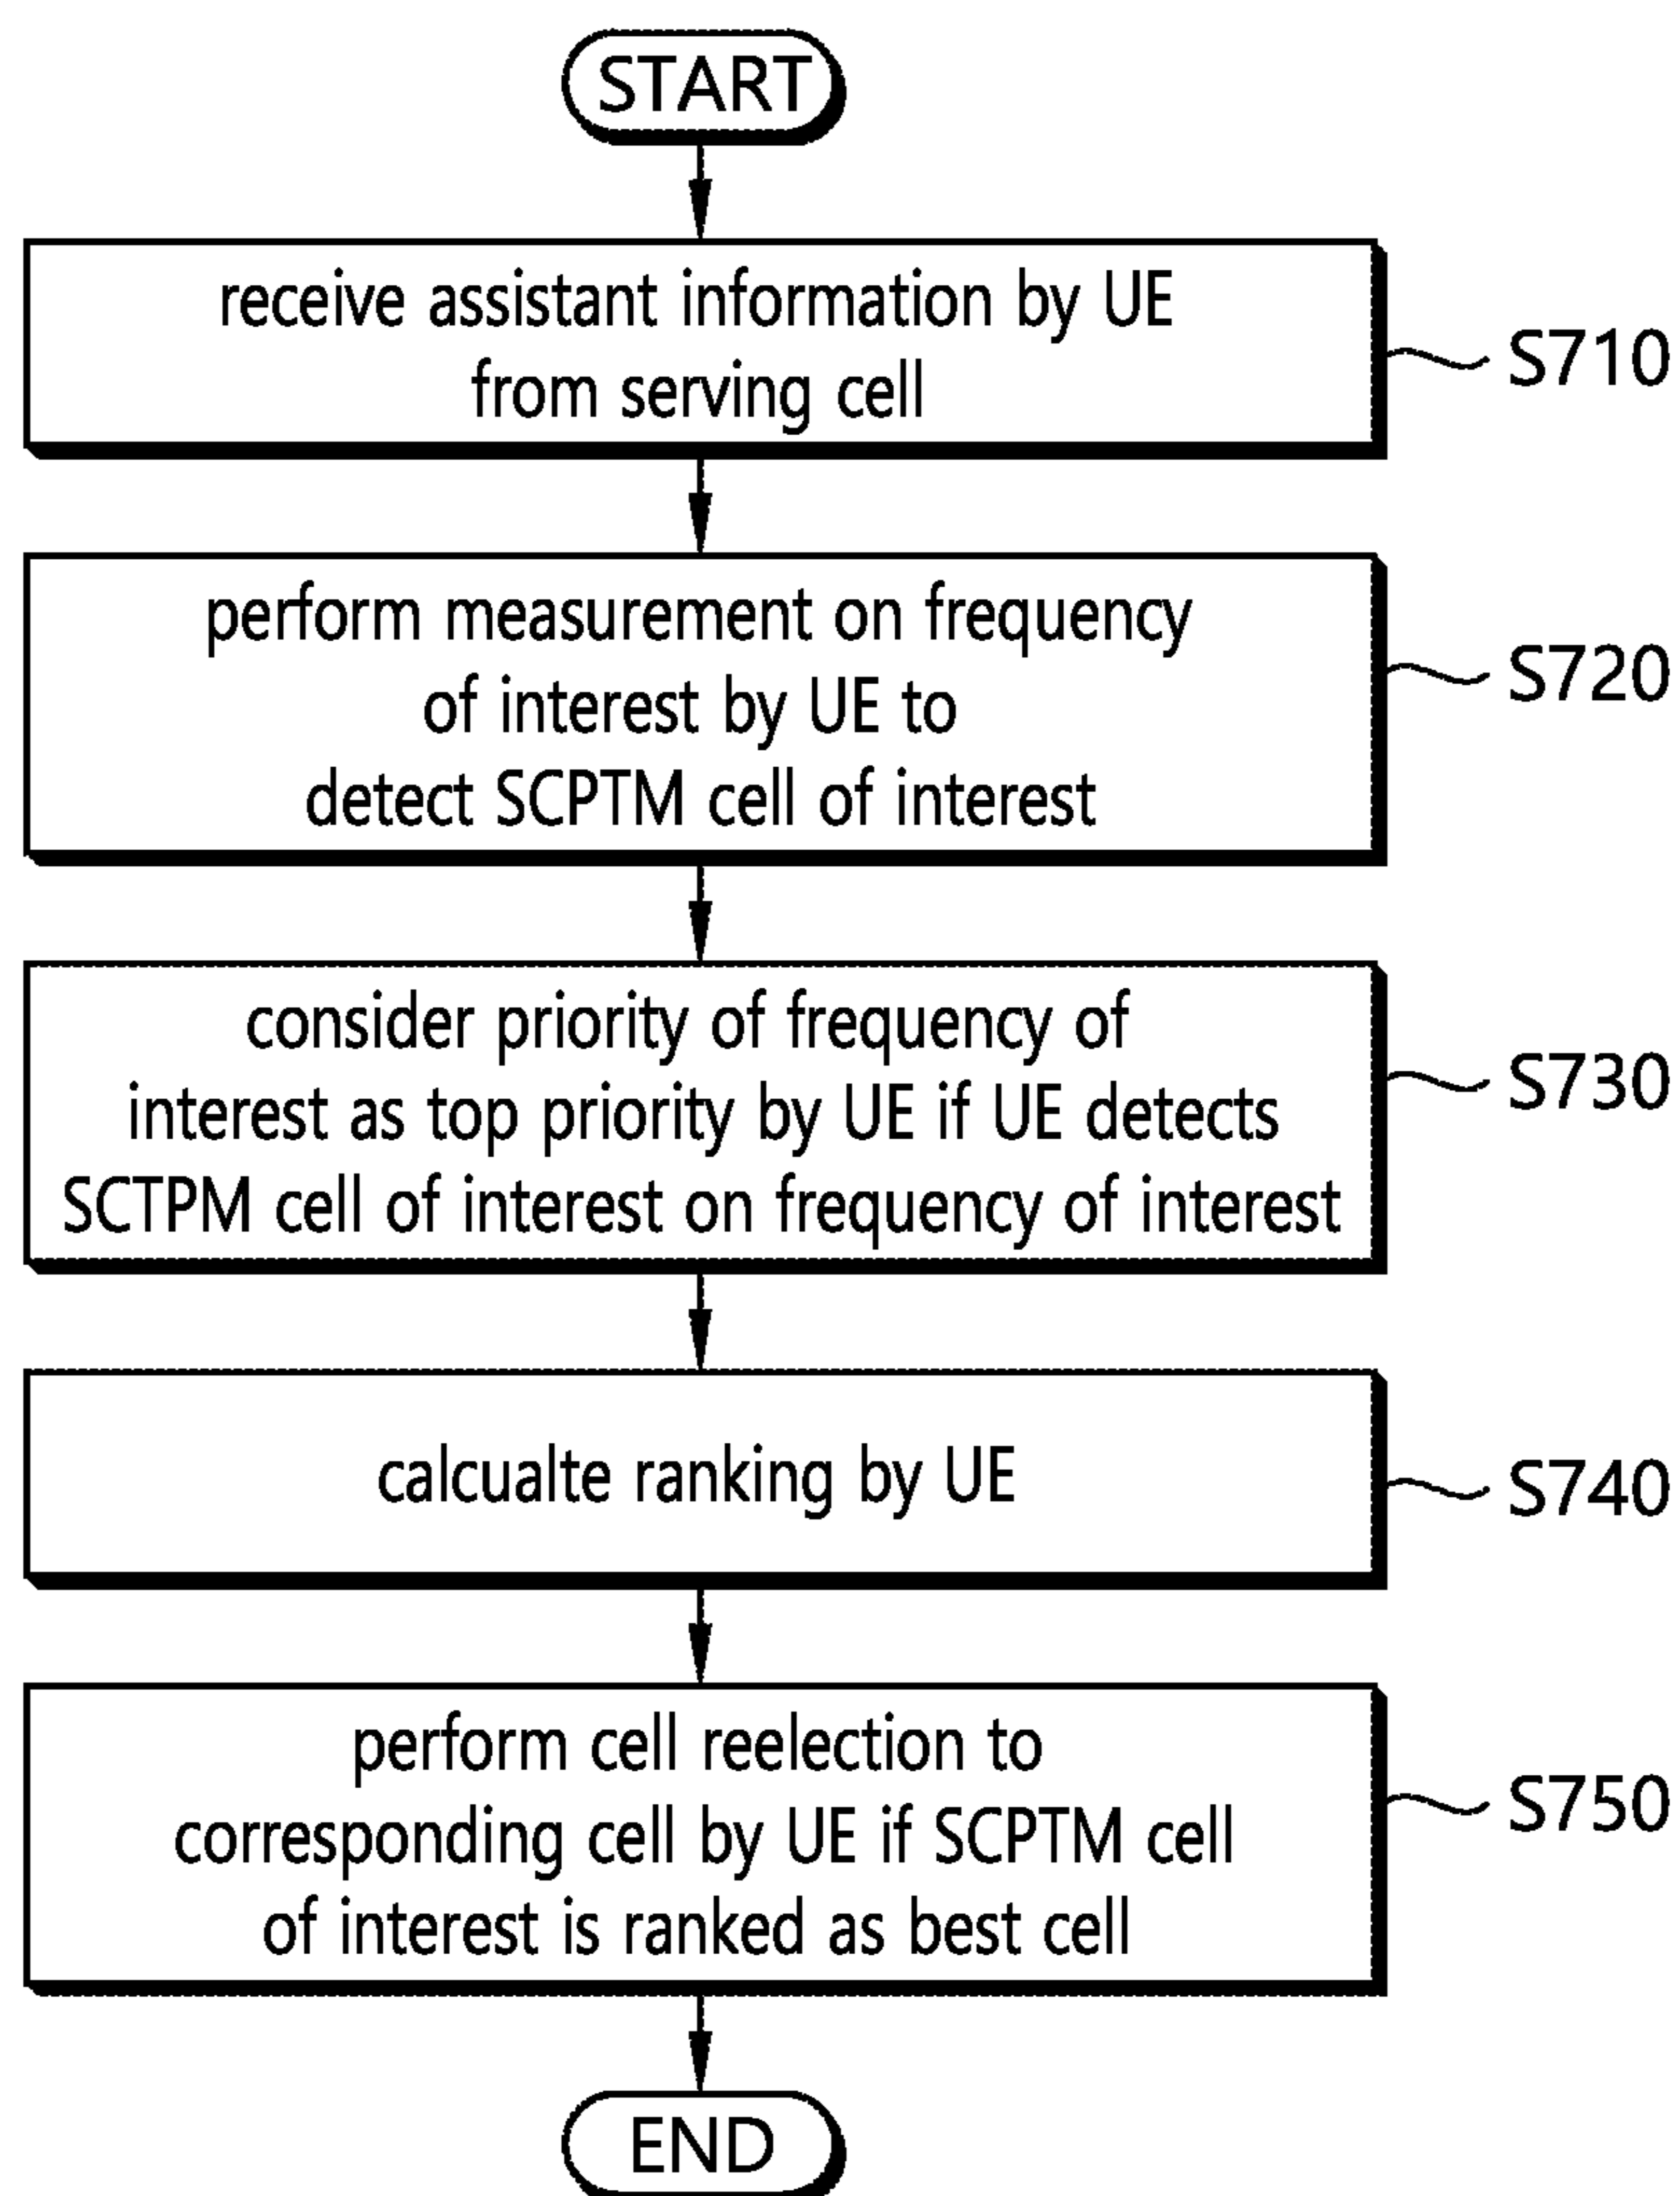 START
receive assistant information by UE
from serving cell
S710
perform measurement on frequency
of interest by UE to
detect SCPTM cell of interest
S720
consider priority of frequency of
interest as top priority by UE if UE detects
SCTPM cell of interest on frequency of interest
S730
calcualte ranking by UE
S740
perform cell reelection to
corresponding cell by UE if SCPTM cell
of interest is ranked as best cell
S750
END